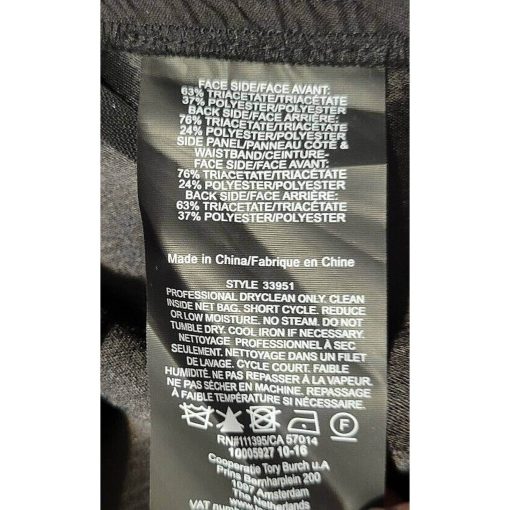 FACE SIDE/FACE AVANT:
63% TRIACETATE/TRIACÉTATE
37% POLYESTER/POLYESTER
BACK SIDE/FACE ARRIÈRE:
76% TRIACETATE/TRIACÉTATE
24% POLYESTER/POLYESTER
SIDE PANEL/PANNEAU CÔTÉ &
WAISTBAND/CEINTURE-
FACE SIDE/FACE AVANT:
76% TRIACETATE/TRIACÉTATE
24% POLYESTER/POLYESTER
BACK SIDE/FACE ARRIÈRE:
63% TRIACETATE/TRIACÉTATE
37% POLYESTER/POLYESTER
Made in China/Fabrique en Chine
STYLE 33951
PROFESSIONAL DRYCLEAN ONLY. CLEAN
INSIDE NET BAG. SHORT CYCLE. REDUCE
OR LOW MOISTURE. NO STEAM. DO NOT
TUMBLE DRY. COOL IRON IF NECESSARY.
NETTOYAGE PROFESSIONNEL À SEC
SEULEMENT. NETTOYAGE DANS UN FILET
DE LAVAGE. CYCLE COURT. FAIBLE
HUMIDITÉ. NE PAS REPASSER À LA VAPEUR.
NE PAS SÉCHER EN MACHINE. REPASSAGE
À FAIBLE TEMPÉRATURE SI NÉCESSAIRE.
F
RN#111395/CA 57014
10005927 10-16
Cooperatie Tory Burch u.A
Prins Bernharplein 200
1097 Amsterdam
The Netherlands
VAT number